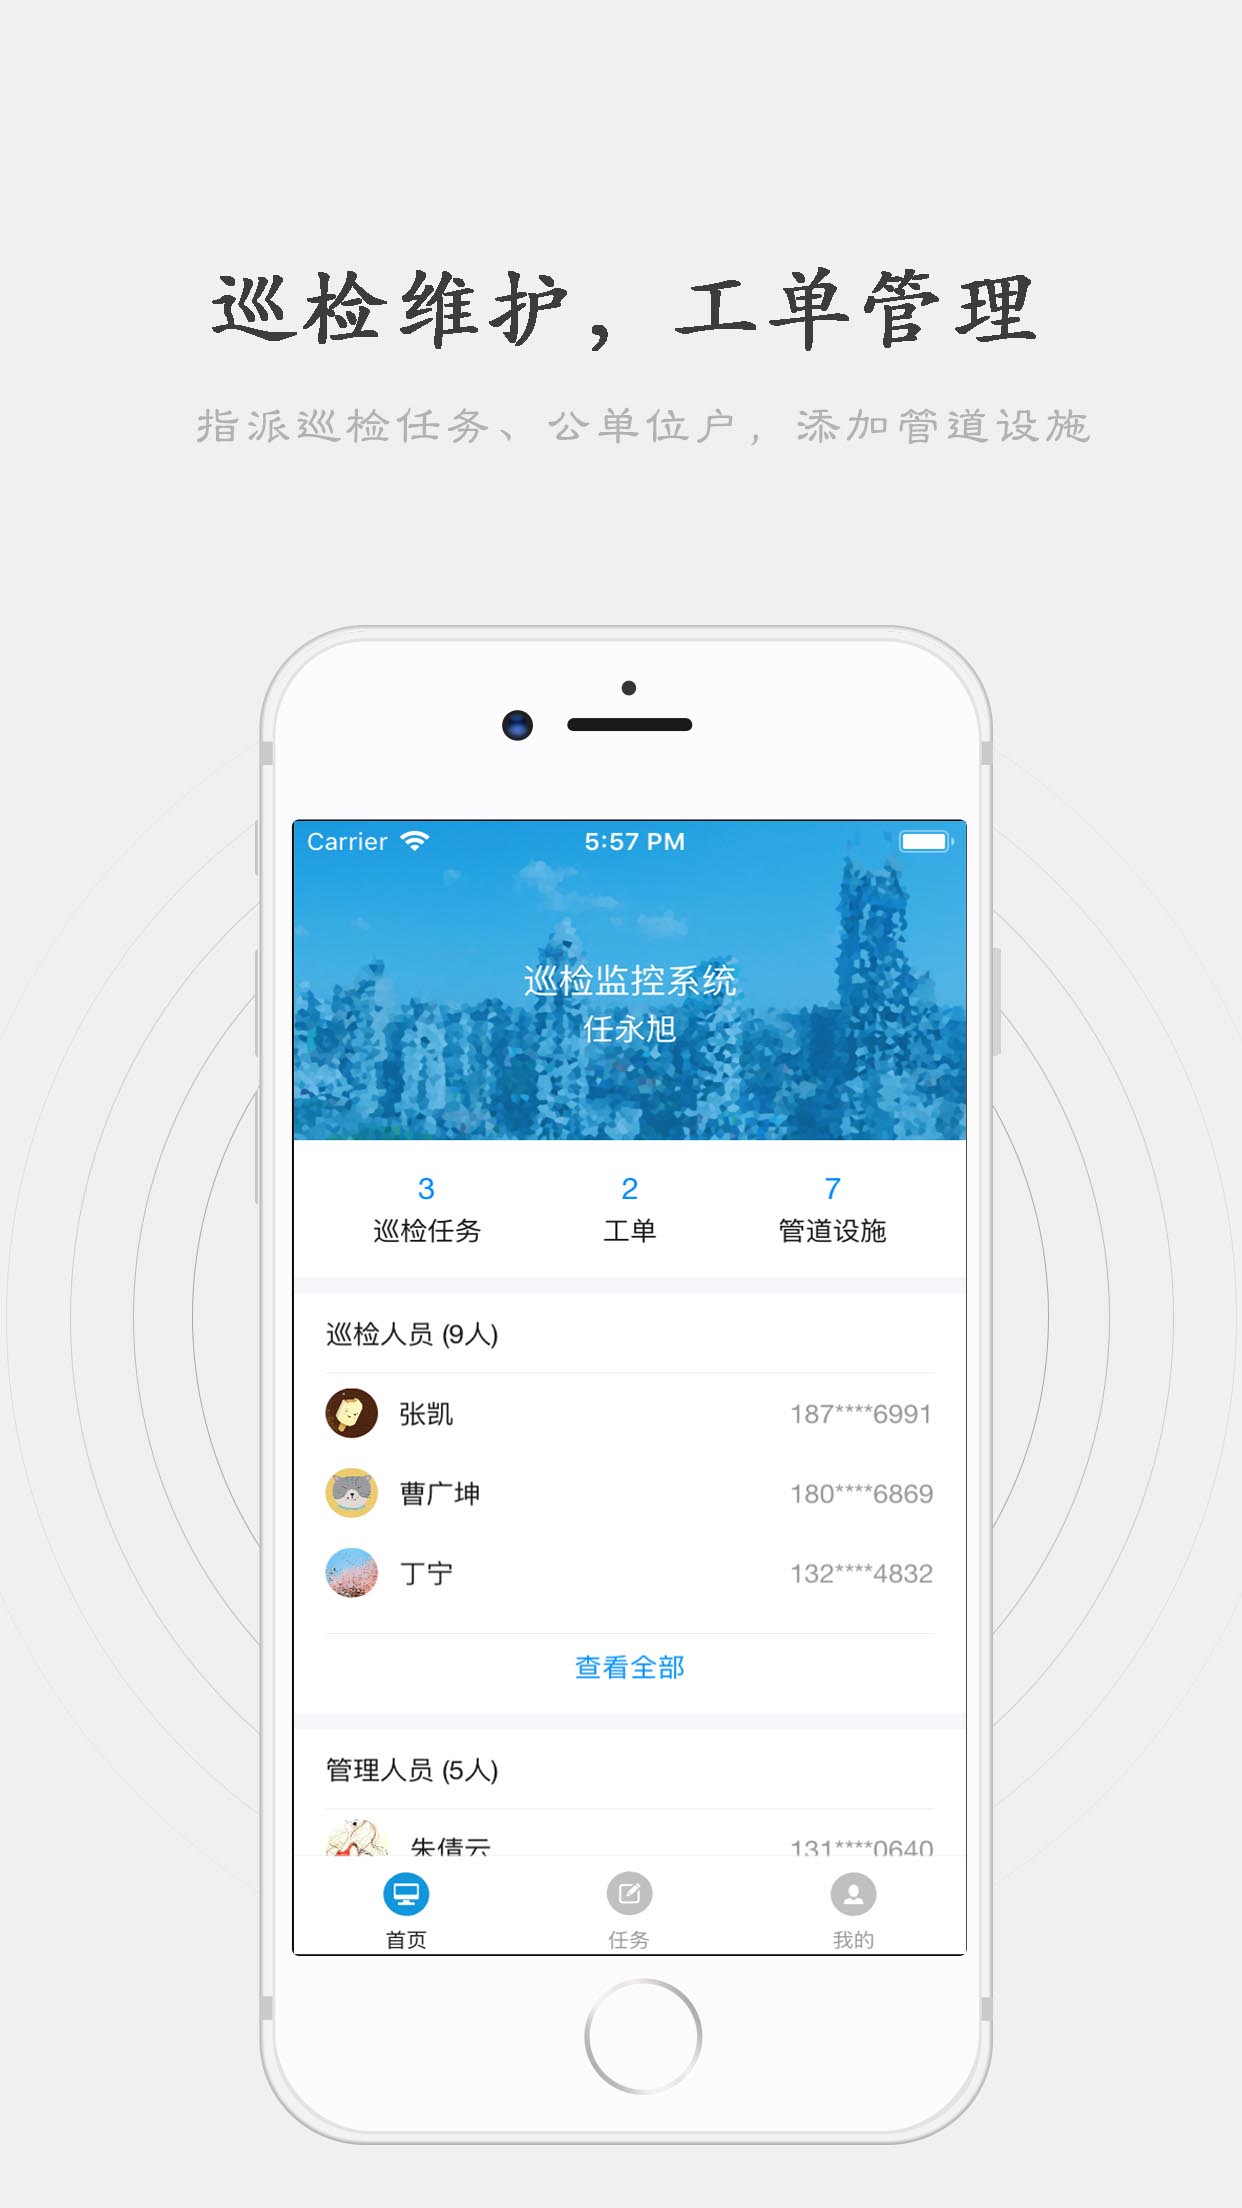 巡检维护，工单管理
指派巡检任务、公单位户，添加管道设施
Carrier 5:57 PM
巡检监控系统
任永旭
3 2 7
巡检任务 工单 管道设施
巡检人员 (9人)
张凯 187****6991
曹广坤 180****6869
丁宁 132****4832
查看全部
管理人员 (5人)
朱倩云 131****0640
首页 任务 我的